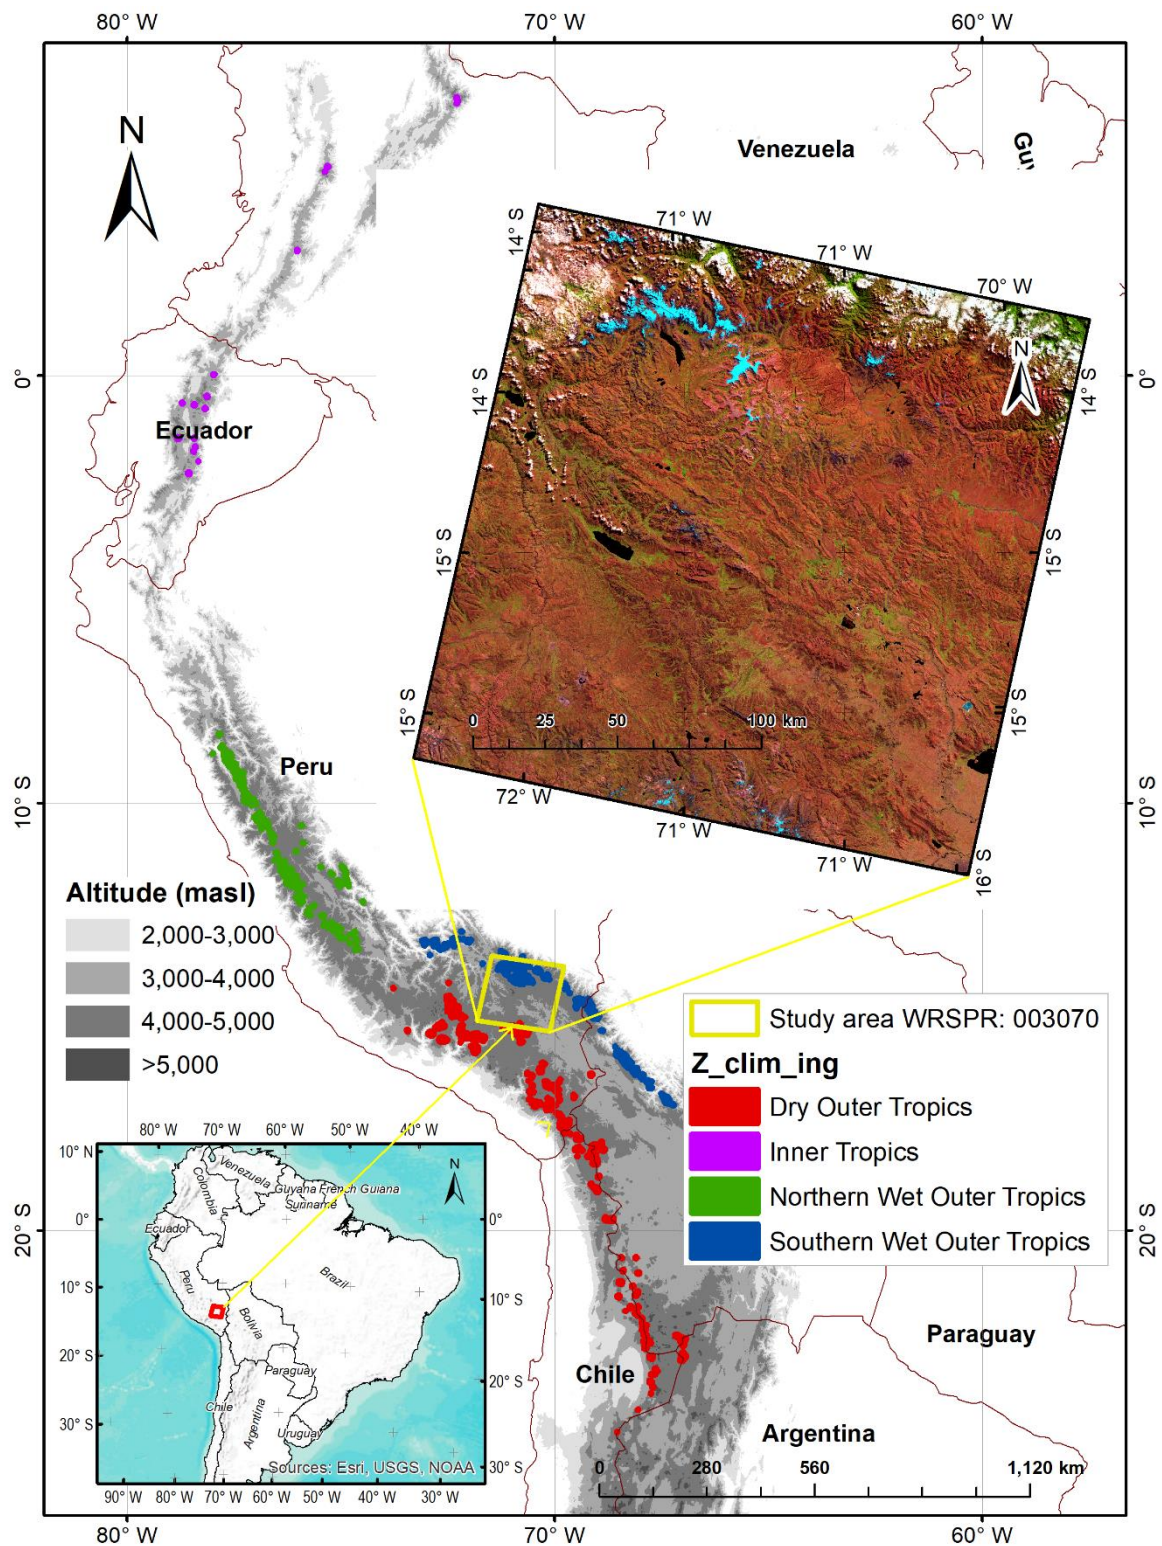 80° W 70° W 60° W
N
Venezuela
Guy
71° W
14° S
71° W
70° W
N
0°
0°
14° S
14° S
Ecuador
15° S
15° S
15° S
15° S
0 25 50 100 km
Peru
72° W
71° W
71° W
16° S
10° S
10° S
Altitude (masl)
2,000-3,000
3,000-4,000
4,000-5,000
>5,000
Study area WRSPR: 003070
Z_clim_ing
Dry Outer Tropics
Inner Tropics
Northern Wet Outer Tropics
Southern Wet Outer Tropics
20° S
20° S
80° W 70° W 60° W 50° W 40° W
10° N
N
Venezuela
Colombia
Guyana French Guiana
Suriname
0°
0°
Ecuador
Peru
Brazil
10° S
10° S
Bolivia
20° S
Paraguay
20° S
Chile
Argentina
30° S
Uruguay
Sources: Esri, USGS, NOAA
30° S
90° W 80° W 70° W 60° W 50° W 40° W 30° W
Paraguay
Chile
Argentina
0 280 560 1,120 km
80° W 70° W 60° W